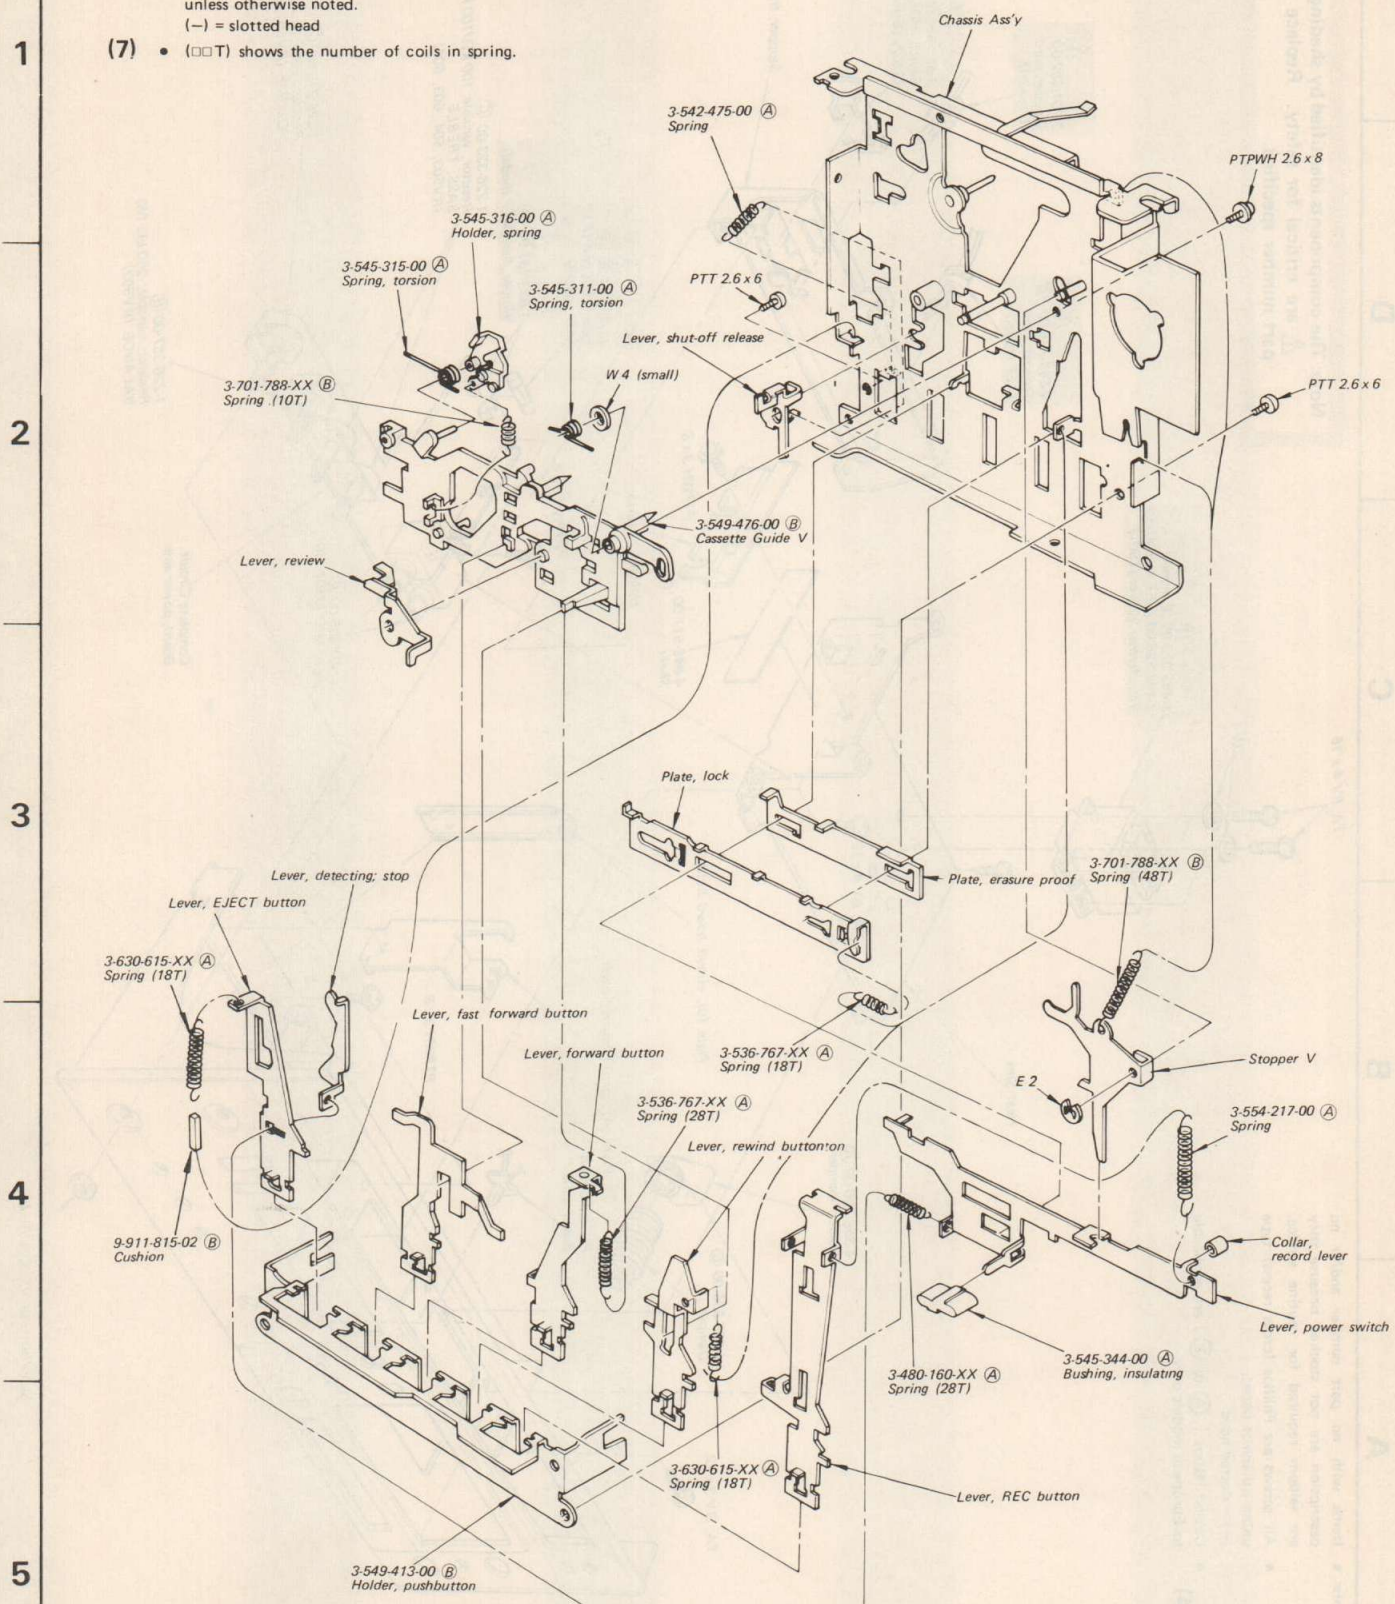 unless otherwise noted.
(−) = slotted head
(7) • (□□T) shows the number of coils in spring.
1
2
3
4
5
Chassis Ass'y
3-542-475-00 Ⓐ
Spring
PTPWH 2.6 x 8
3-545-316-00 Ⓐ
Holder, spring
3-545-315-00 Ⓐ
Spring, torsion
3-545-311-00 Ⓐ
Spring, torsion
PTT 2.6 x 6
Lever, shut-off release
W 4 (small)
3-701-788-XX Ⓑ
Spring (10T)
PTT 2.6 x 6
3-549-476-00 Ⓑ
Cassette Guide V
Lever, review
Plate, lock
Plate, erasure proof
3-701-788-XX Ⓑ
Spring (48T)
Lever, detecting; stop
Lever, EJECT button
3-630-615-XX Ⓐ
Spring (18T)
Lever, fast forward button
Lever, forward button
3-536-767-XX Ⓐ
Spring (18T)
Stopper V
E 2
3-536-767-XX Ⓐ
Spring (28T)
3-554-217-00 Ⓐ
Spring
Lever, rewind button:on
9-911-815-02 Ⓑ
Cushion
Collar,
record lever
Lever, power switch
3-480-160-XX Ⓐ
Spring (28T)
3-545-344-00 Ⓐ
Bushing, insulating
3-630-615-XX Ⓐ
Spring (18T)
Lever, REC button
3-549-413-00 Ⓑ
Holder, pushbutton